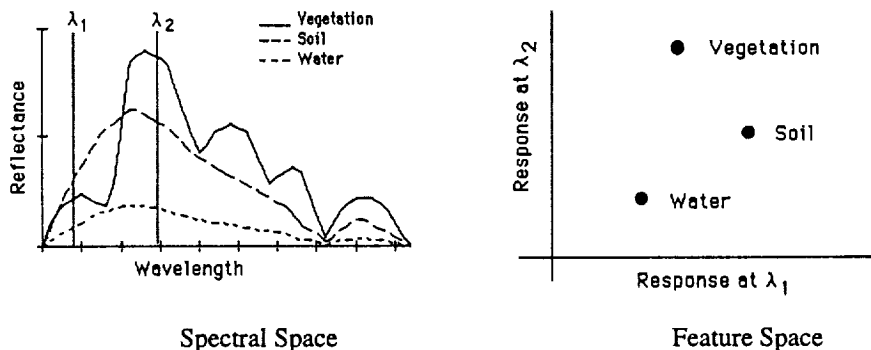 λ1
λ2
Vegetation
Soil
Water
Reflectance
Wavelength
Spectral Space
Response at λ2
Vegetation
Soil
Water
Response at λ1
Feature Space